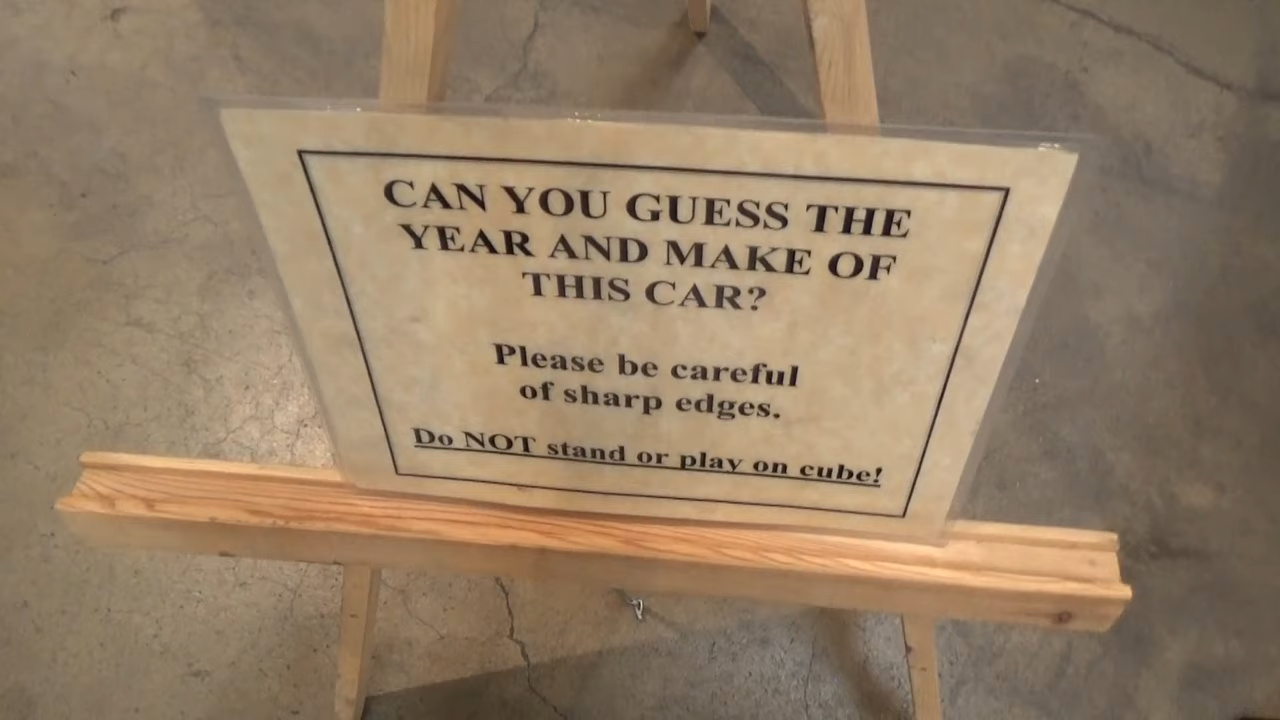 CAN YOU GUESS THE
YEAR AND MAKE OF
THIS CAR?
Please be careful
of sharp edges.
Do NOT stand or play on cube!